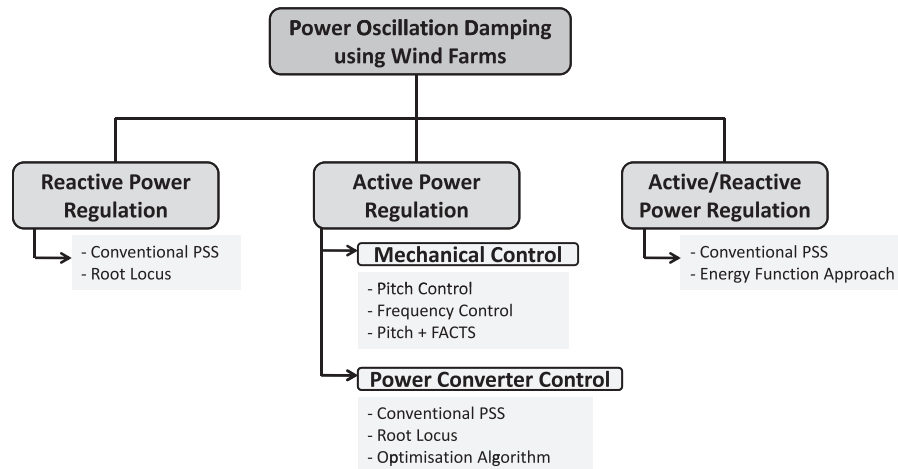 Power Oscillation Damping
using Wind Farms
Reactive Power
Regulation
- Conventional PSS
- Root Locus
Active Power
Regulation
Mechanical Control
- Pitch Control
- Frequency Control
- Pitch + FACTS
Power Converter Control
- Conventional PSS
- Root Locus
- Optimisation Algorithm
Active/Reactive
Power Regulation
- Conventional PSS
- Energy Function Approach